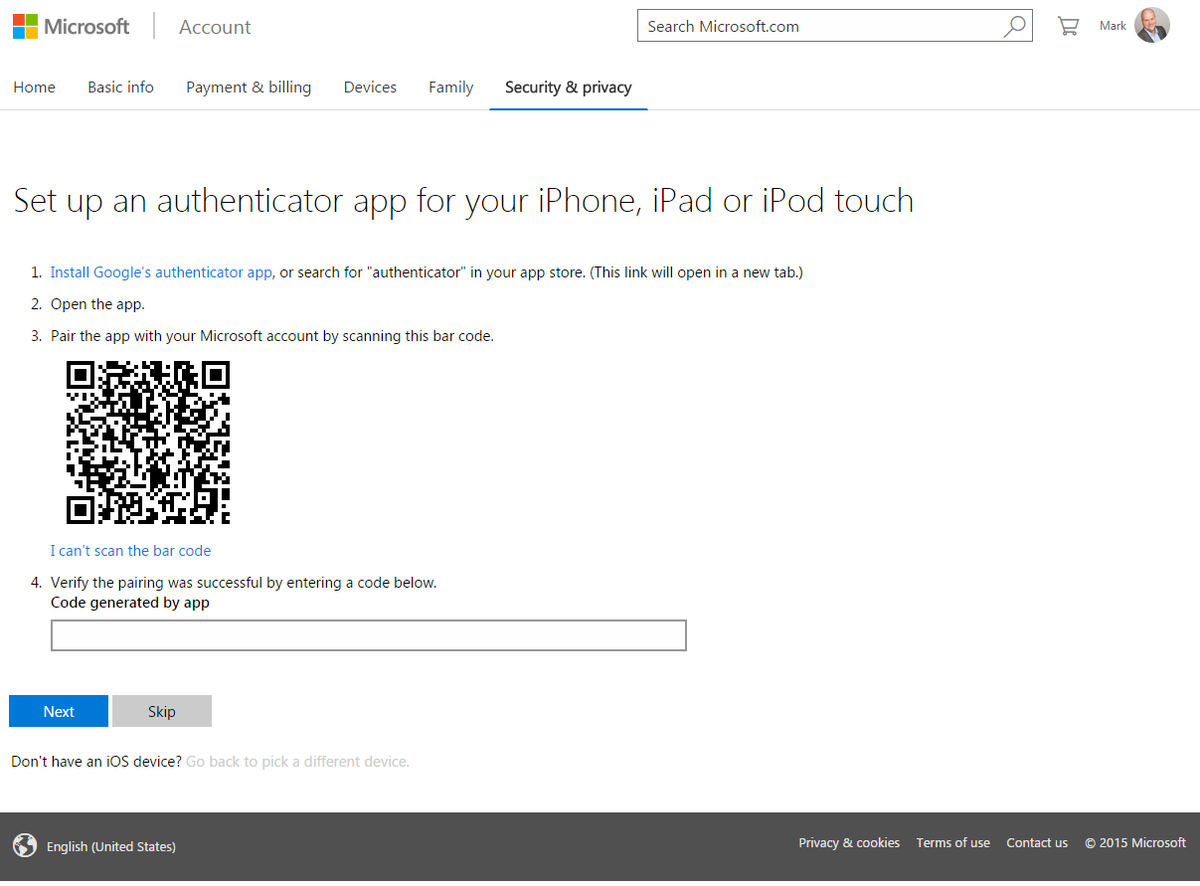 Microsoft Account Search Microsoft.com Mark
Home Basic info Payment & billing Devices Family Security & privacy
Set up an authenticator app for your iPhone, iPad or iPod touch
1. Install Google's authenticator app, or search for "authenticator" in your app store. (This link will open in a new tab.)
2. Open the app.
3. Pair the app with your Microsoft account by scanning this bar code.
I can't scan the bar code
4. Verify the pairing was successful by entering a code below.
Code generated by app
Next Skip
Don't have an iOS device? Go back to pick a different device.
English (United States) Privacy & cookies Terms of use Contact us © 2015 Microsoft